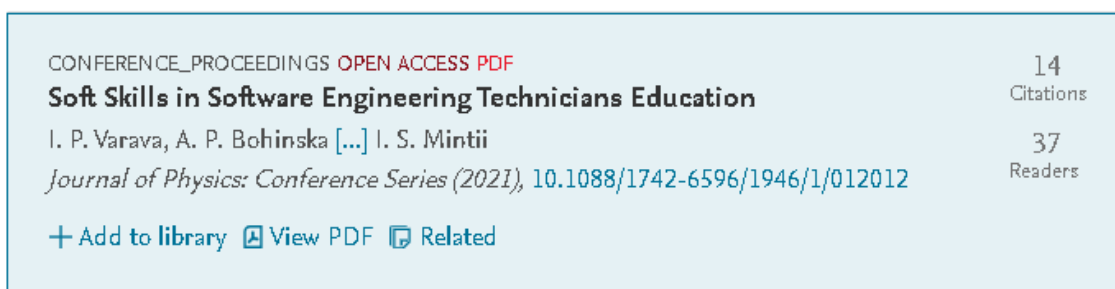 CONFERENCE_PROCEEDINGS OPEN ACCESS PDF
Soft Skills in Software Engineering Technicians Education
I. P. Varava, A. P. Bohinska [...] I. S. Mintii
Journal of Physics: Conference Series (2021), 10.1088/1742-6596/1946/1/012012
+ Add to library View PDF Related
14
Citations
37
Readers